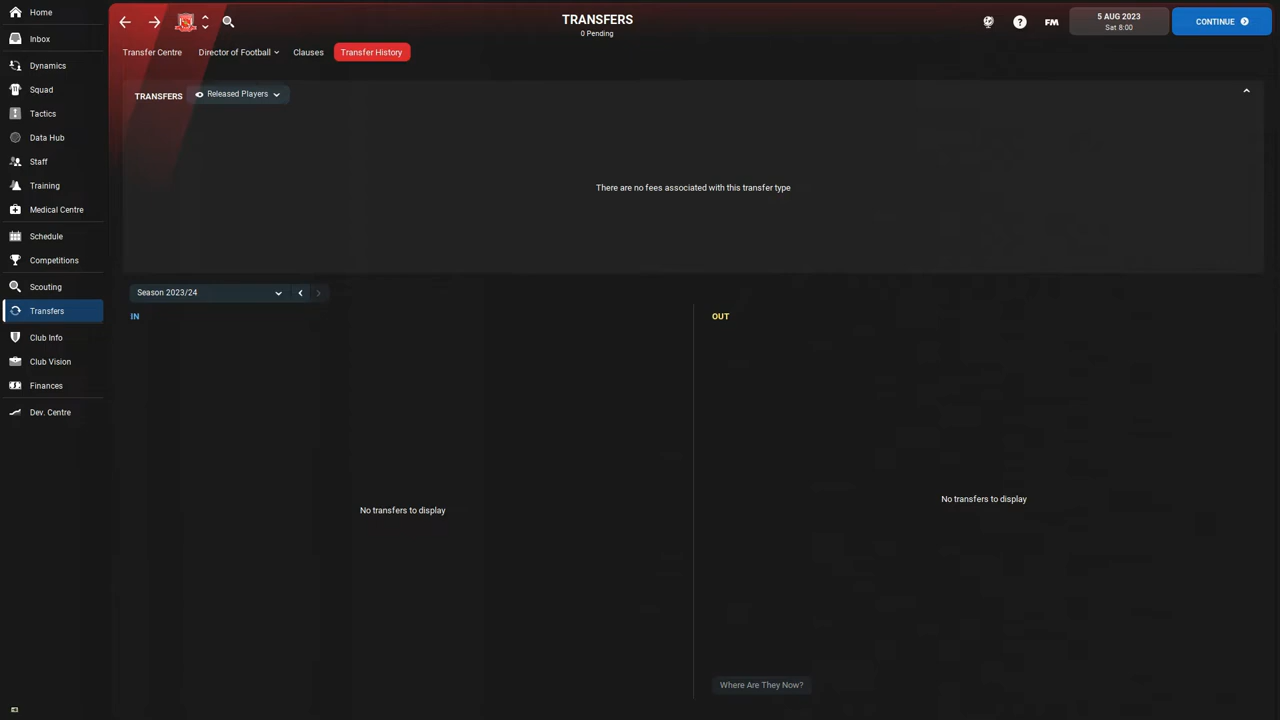 Home
Inbox
Dynamics
Squad
Tactics
Data Hub
Staff
Training
Medical Centre
Schedule
Competitions
Scouting
Transfers
Club Info
Club Vision
Finances
Dev. Centre
TRANSFERS
0 Pending
FM
5 AUG 2023
Sat 8:00
CONTINUE
Transfer Centre
Director of Football
Clauses
Transfer History
TRANSFERS
Released Players
There are no fees associated with this transfer type
Season 2023/24
IN
No transfers to display
OUT
No transfers to display
Where Are They Now?